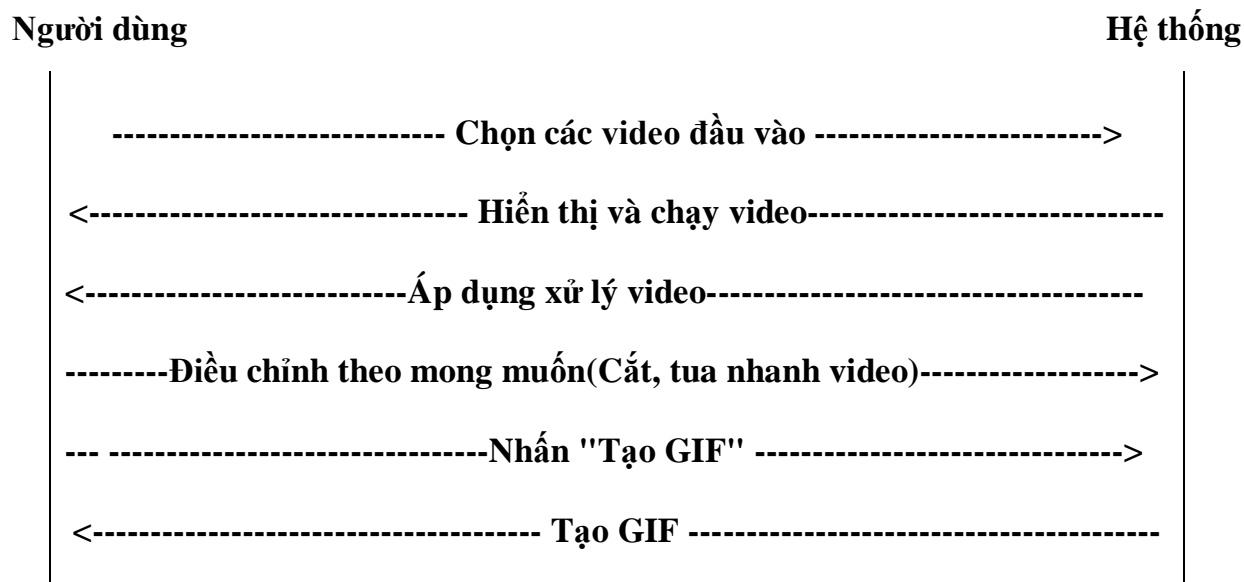 Người dùng Hệ thống
---------------------------- Chọn các video đầu vào ------------------------->
<-------------------------------- Hiển thị và chạy video-------------------------------
<----------------------------Áp dụng xử lý video--------------------------------------
---------Điều chỉnh theo mong muốn(Cắt, tua nhanh video)------------------->
--- ---------------------------------Nhấn "Tạo GIF" -------------------------------->
<--------------------------------------- Tạo GIF -----------------------------------------